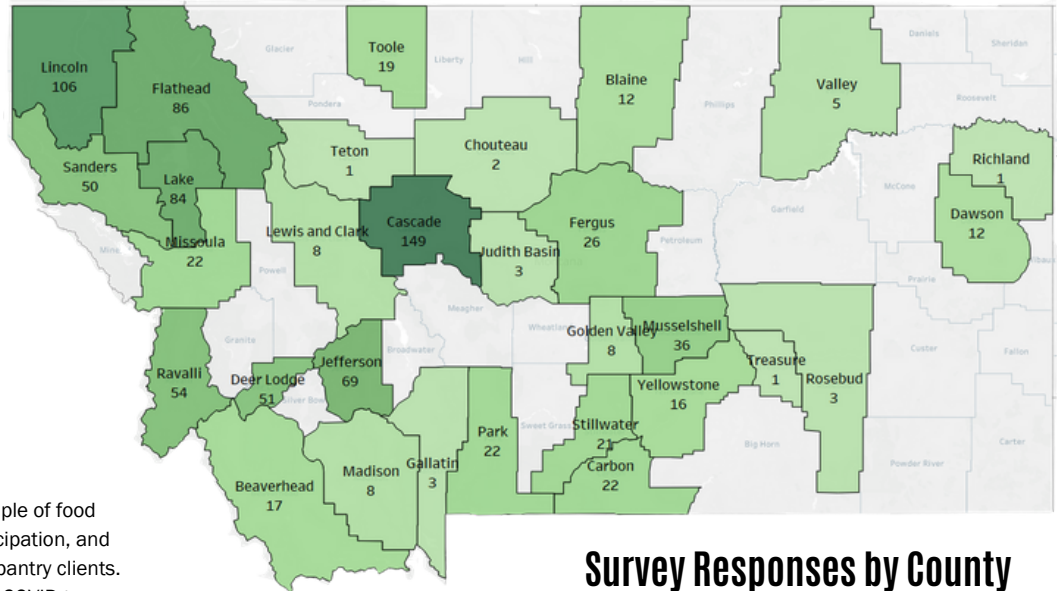 Glacier
Toole
19
Liberty
Hill
Blaine
12
Phillips
Valley
5
Daniels
Sheridan
Roosevelt
Lincoln
106
Flathead
86
Pondera
Teton
1
Chouteau
2
Richland
1
Sanders
50
Lake
84
McCone
Dawson
12
Missoula
22
Lewis and Clark
8
Cascade
149
Judith Basin
3
Fergus
26
Petroleum
Garfield
Prairie
Powell
Meagher
Golden Valley
8
Musselshell
36
Treasure
1
Rosebud
3
Custer
Fallon
Granite
Broadwater
Ravalli
54
Deer Lodge
51
Silver Bow
Jefferson
69
Yellowstone
16
Park
22
Sweet Grass
Stillwater
21
Carbon
22
Big Horn
Powder River
Carter
Beaverhead
17
Madison
8
Gallatin
3
ple of food
cipation, and
pantry clients.
Survey Responses by County